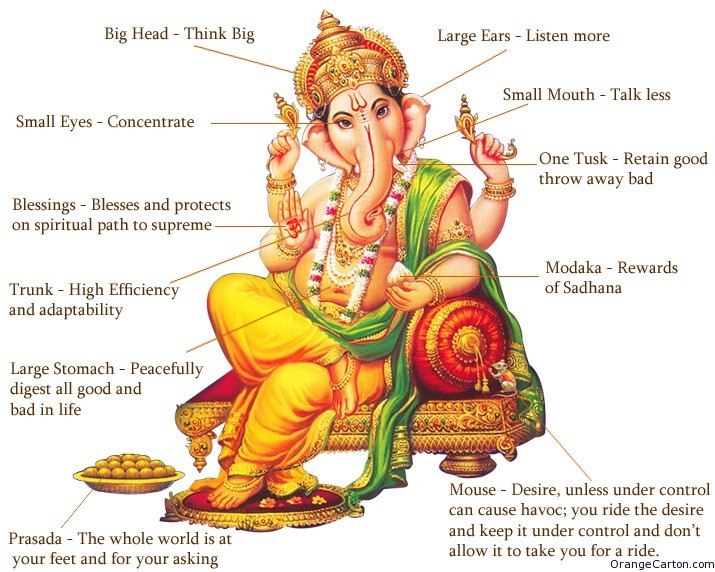 Big Head - Think Big
Large Ears - Listen more
Small Mouth - Talk less
Small Eyes - Concentrate
One Tusk - Retain good
throw away bad
Blessings - Blesses and protects
on spiritual path to supreme
Modaka - Rewards
of Sadhana
Trunk - High Efficiency
and adaptability
Large Stomach - Peacefully
digest all good and
bad in life
Mouse - Desire, unless under control
can cause havoc; you ride the desire
and keep it under control and don't
allow it to take you for a ride.
Prasada - The whole world is at
your feet and for your asking
OrangeCarton.com